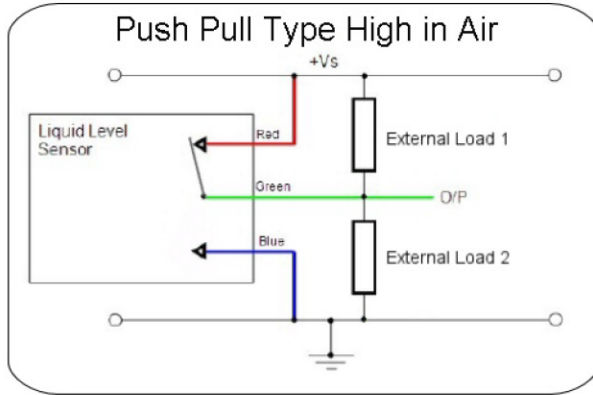 Push Pull Type High in Air
+Vs
Liquid Level
Sensor
Red
External Load 1
Green
O/P
Blue
External Load 2